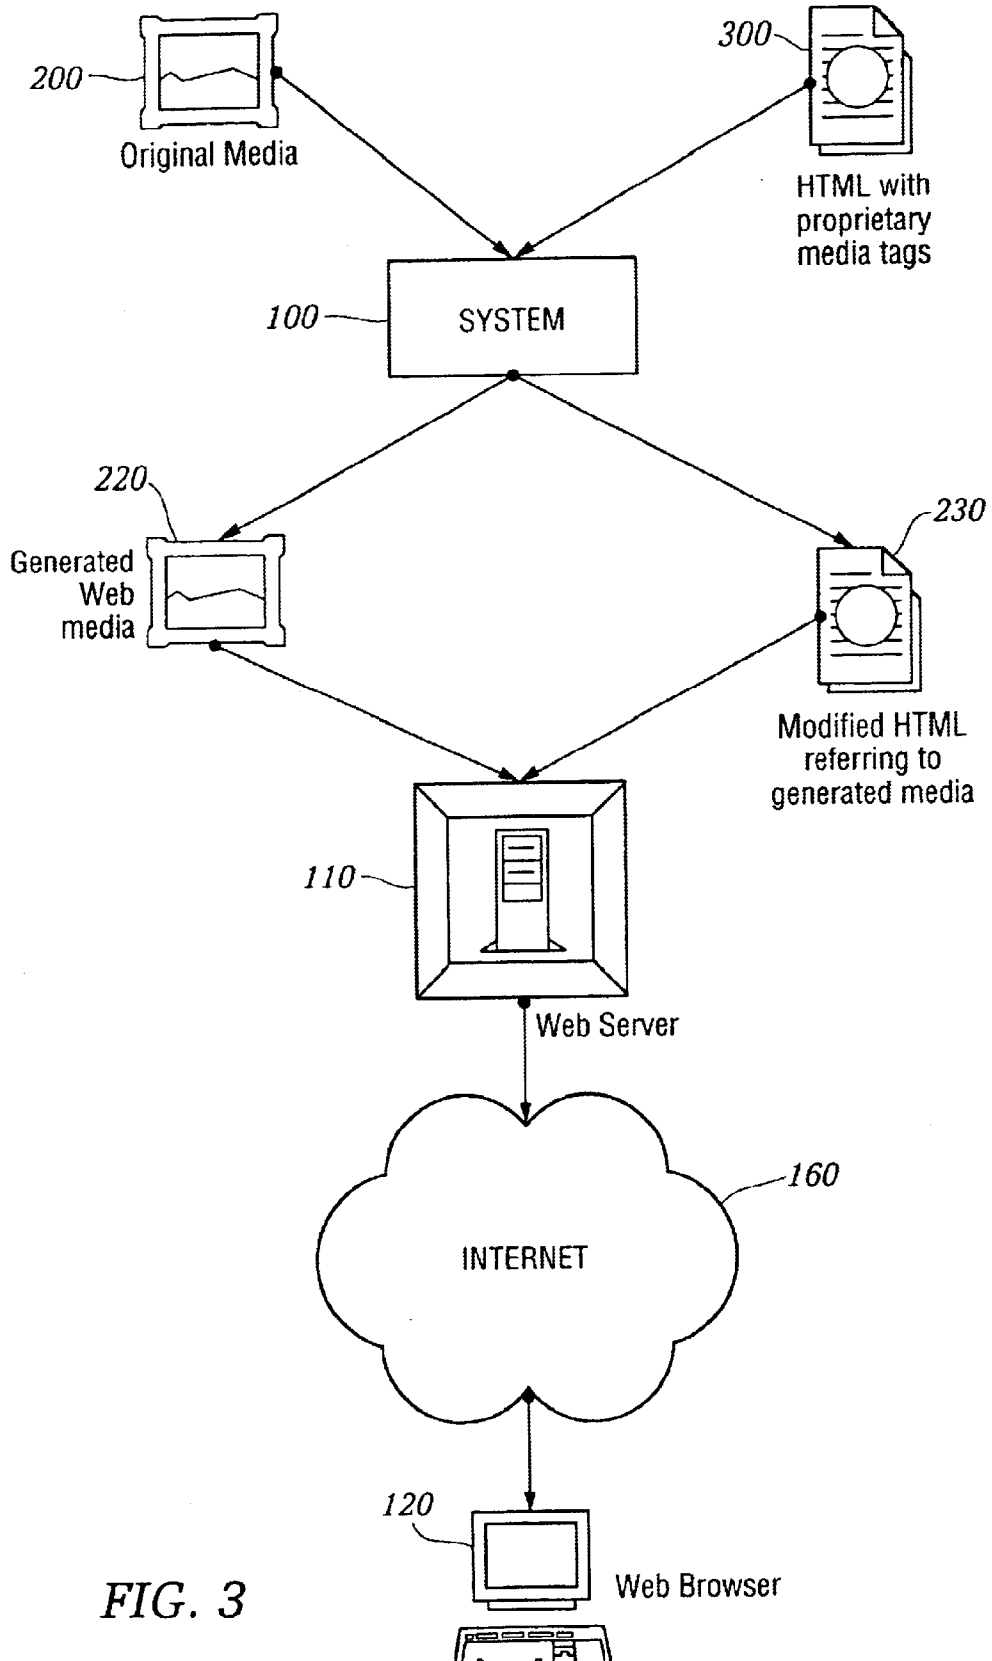 200
Original Media
300
HTML with
proprietary
media tags
100
SYSTEM
220
Generated
Web
media
230
Modified HTML
referring to
generated media
110
Web Server
160
INTERNET
120
Web Browser
FIG. 3